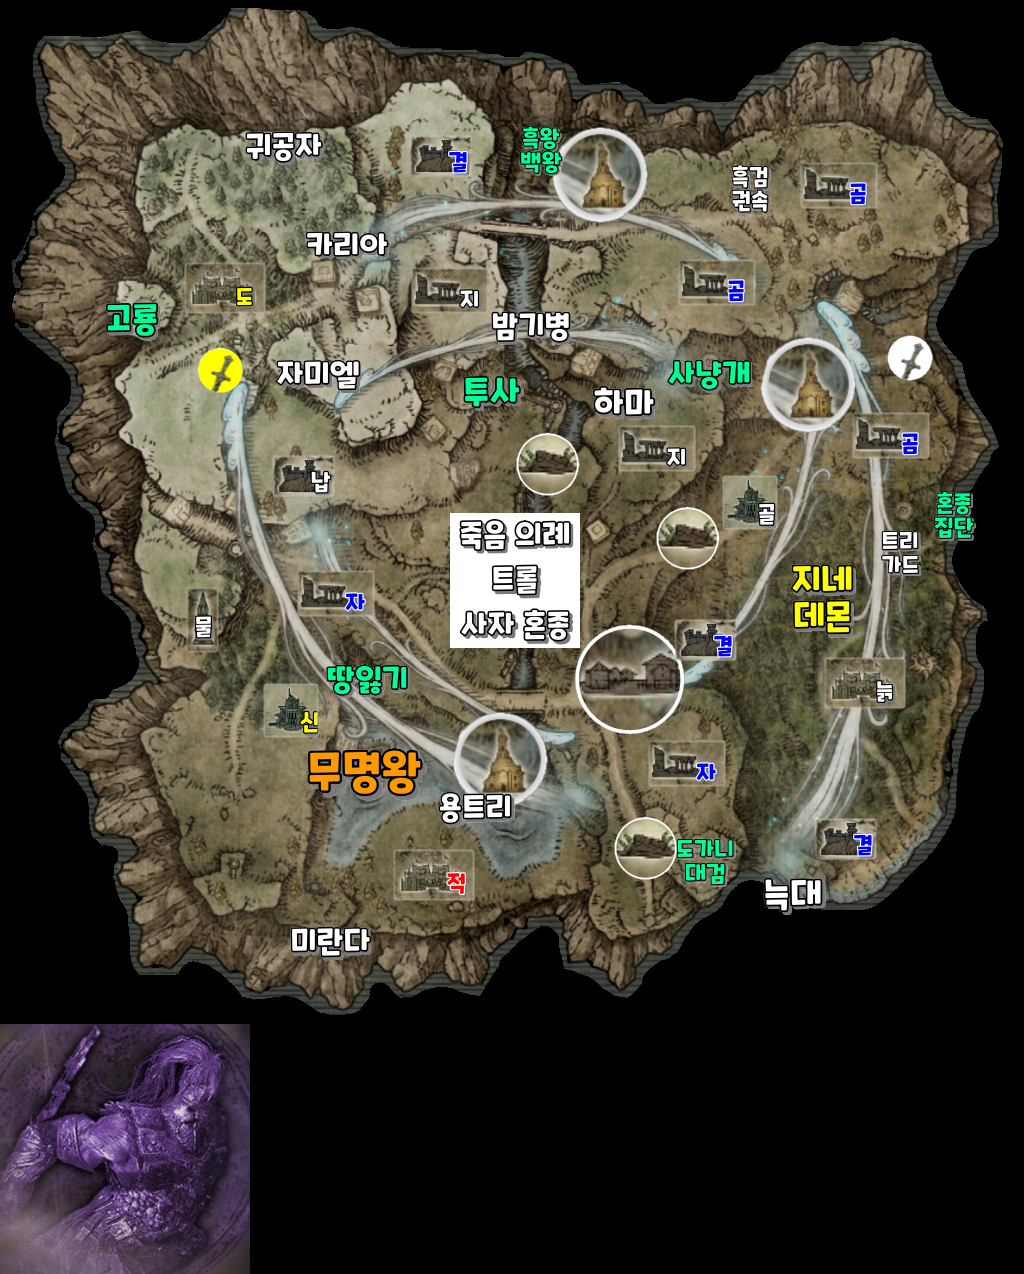 귀공자
결
흑왕
백왕
흑검
권속
곰
카리아
도
지
곰
고룡
밤기병
자미엘
투사
사냥개
하마
곰
지
납
골
혼종
집단
죽음 의례
트롤
사자 혼종
트리
가드
지네
데몬
자
물
결
땅잃기
늙
신
무명왕
자
용트리
도가니
대검
결
적
늑대
미란다